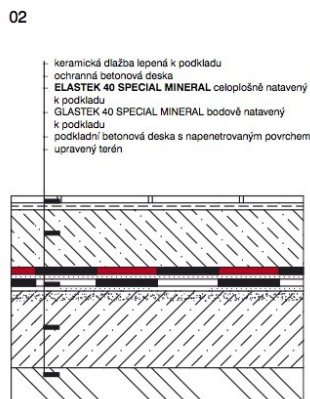 02
keramická dlažba lepená k podkladu
ochranná betonová deska
ELASTEK 40 SPECIAL MINERAL celoplošně natavený
k podkladu
GLASTEK 40 SPECIAL MINERAL bodově natavený
k podkladu
podkladní betonová deska s napenetrovaným povrchem
upravený terén